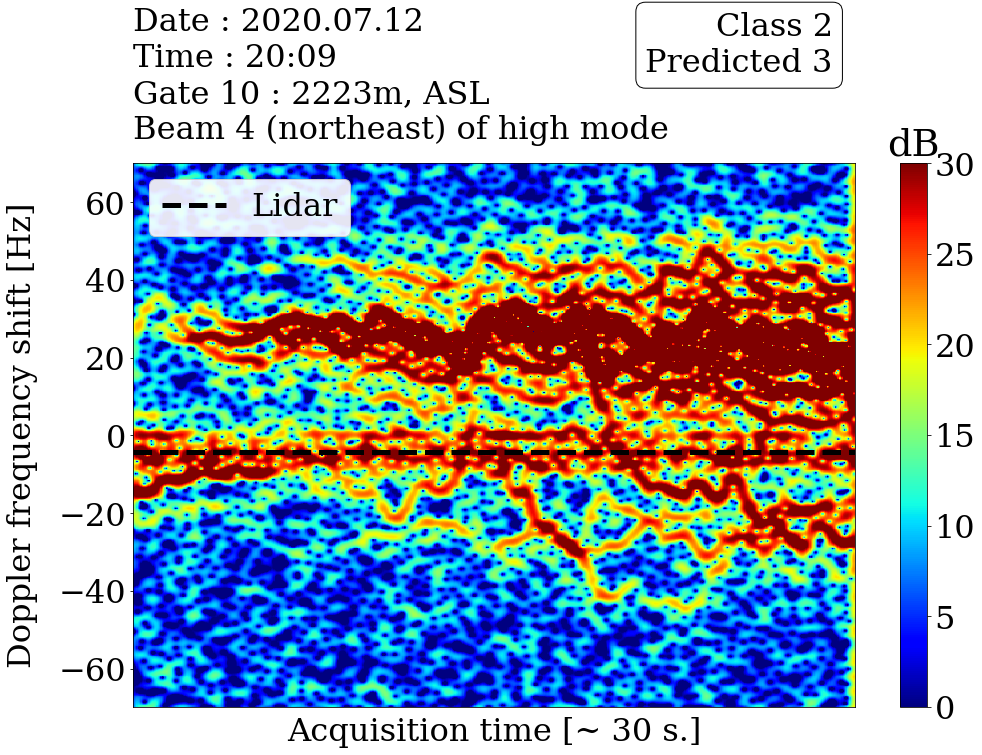 Date : 2020.07.12
Time : 20:09
Gate 10 : 2223m, ASL
Beam 4 (northeast) of high mode
Class 2
Predicted 3
dB
Lidar
60
40
20
0
−20
−40
−60
Doppler frequency shift [Hz]
Acquisition time [~ 30 s.]
30
25
20
15
10
5
0